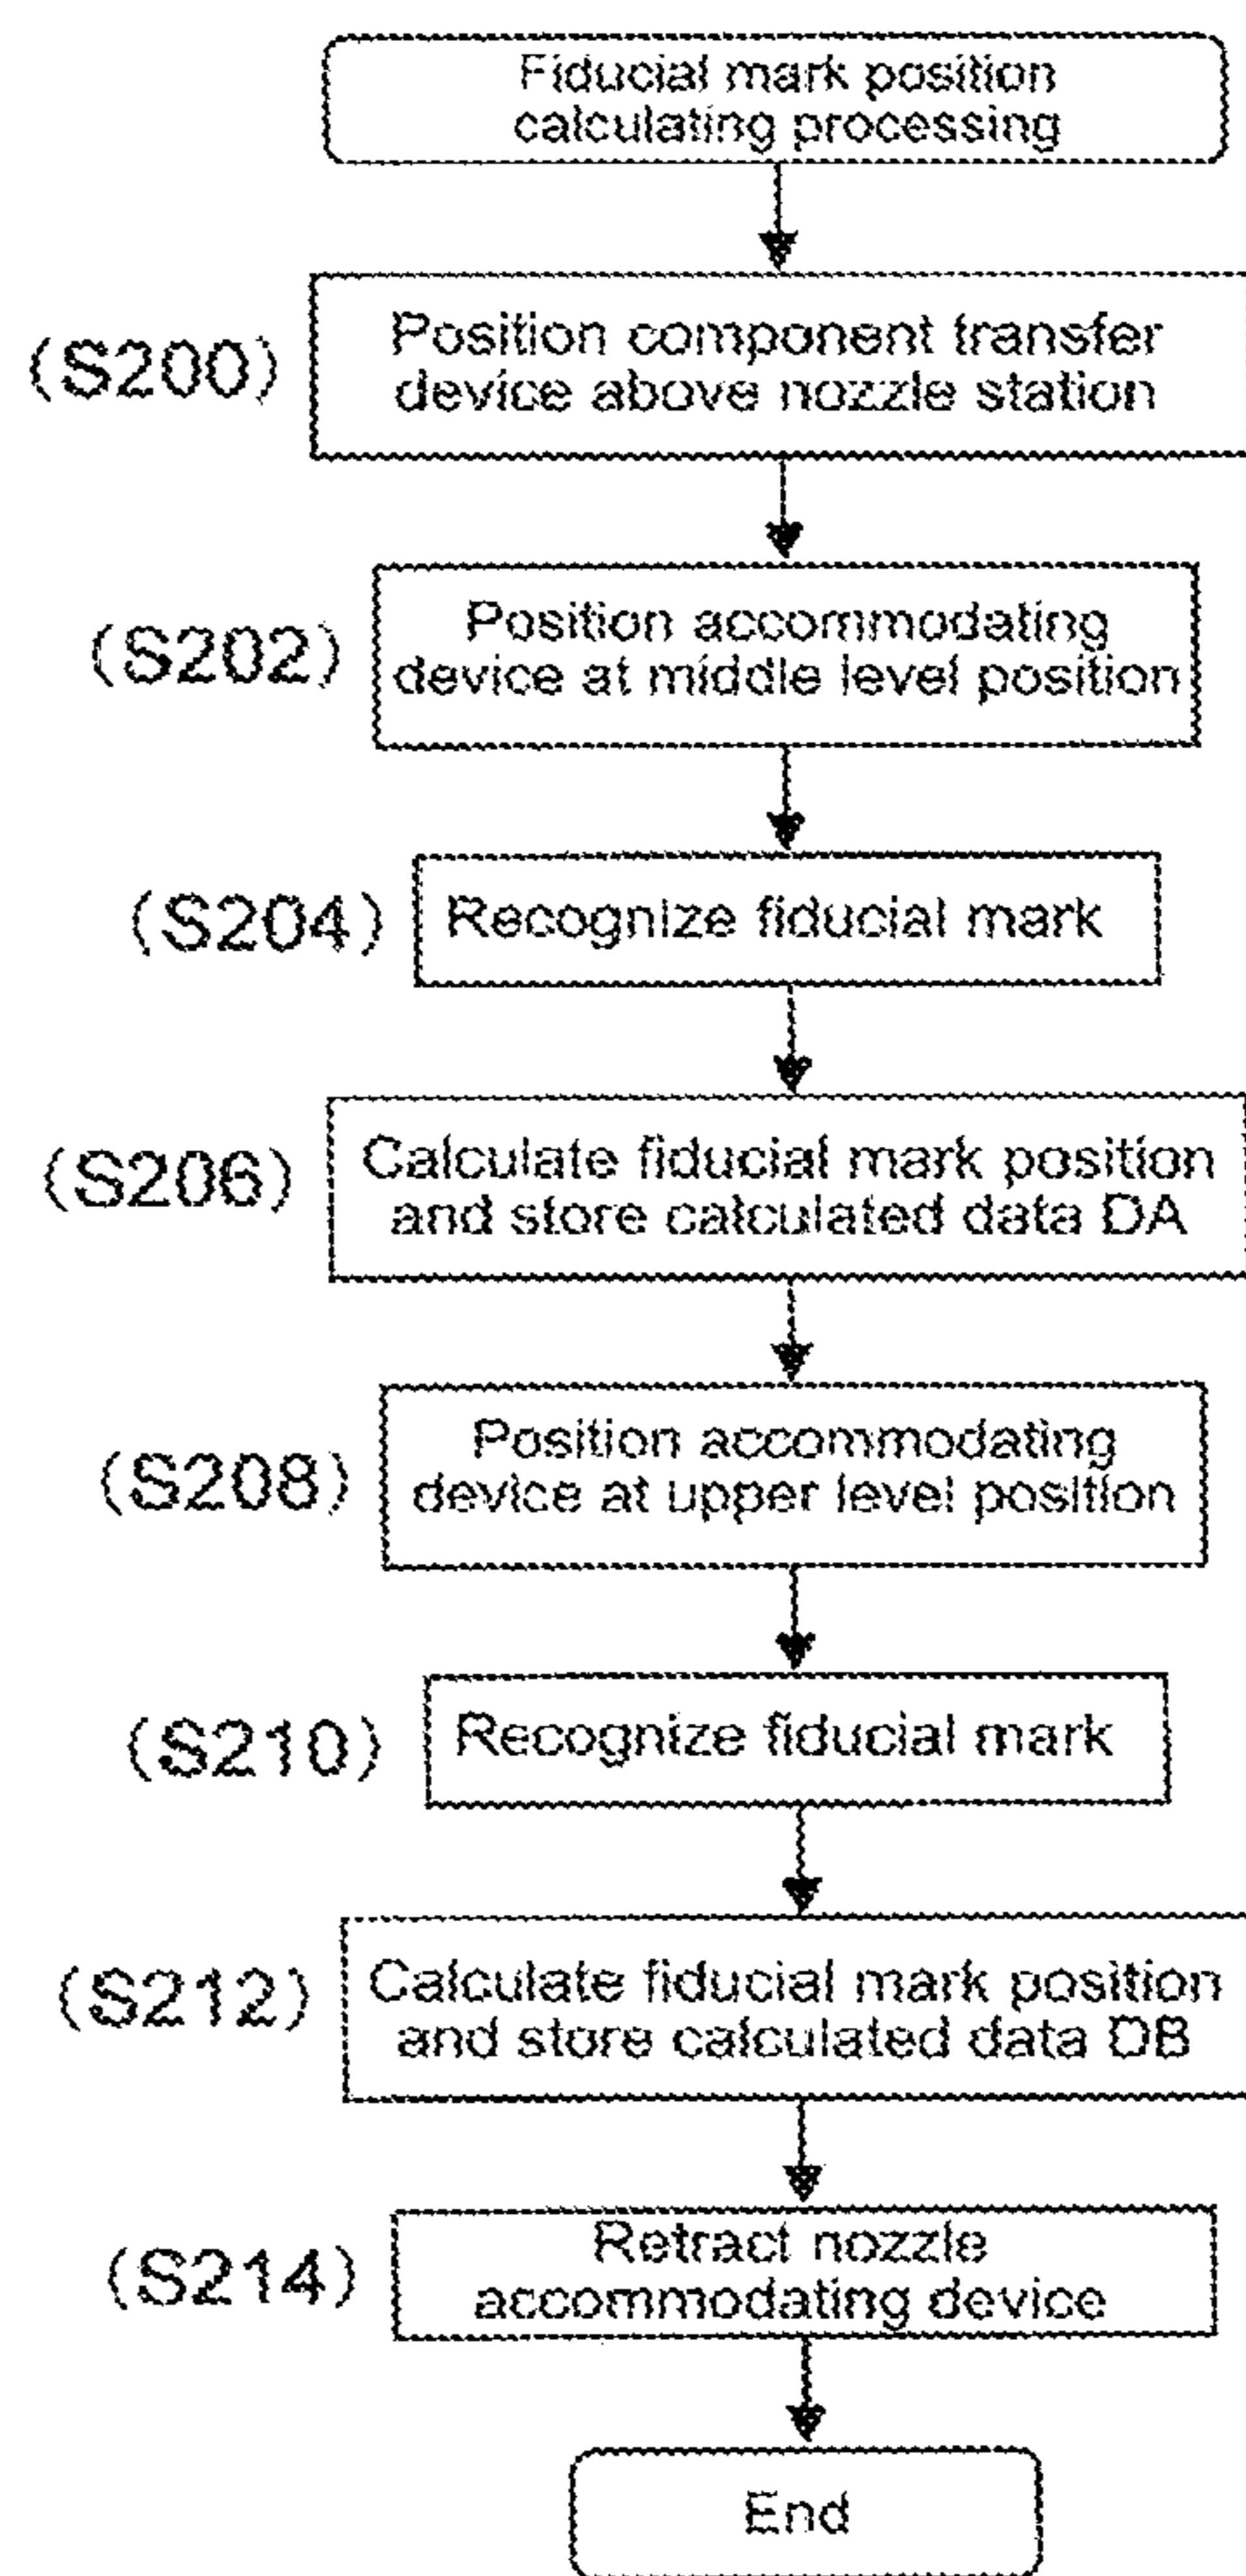 Fiducial mark position
calculating processing
(S200)
Position component transfer
device above nozzle station
(S202)
Position accommodating
device at middle level position
(S204)
Recognize fiducial mark
(S206)
Calculate fiducial mark position
and store calculated data DA
(S208)
Position accommodating
device at upper level position
(S210)
Recognize fiducial mark
(S212)
Calculate fiducial mark position
and store calculated data DB
(S214)
Retract nozzle
accommodating device
End